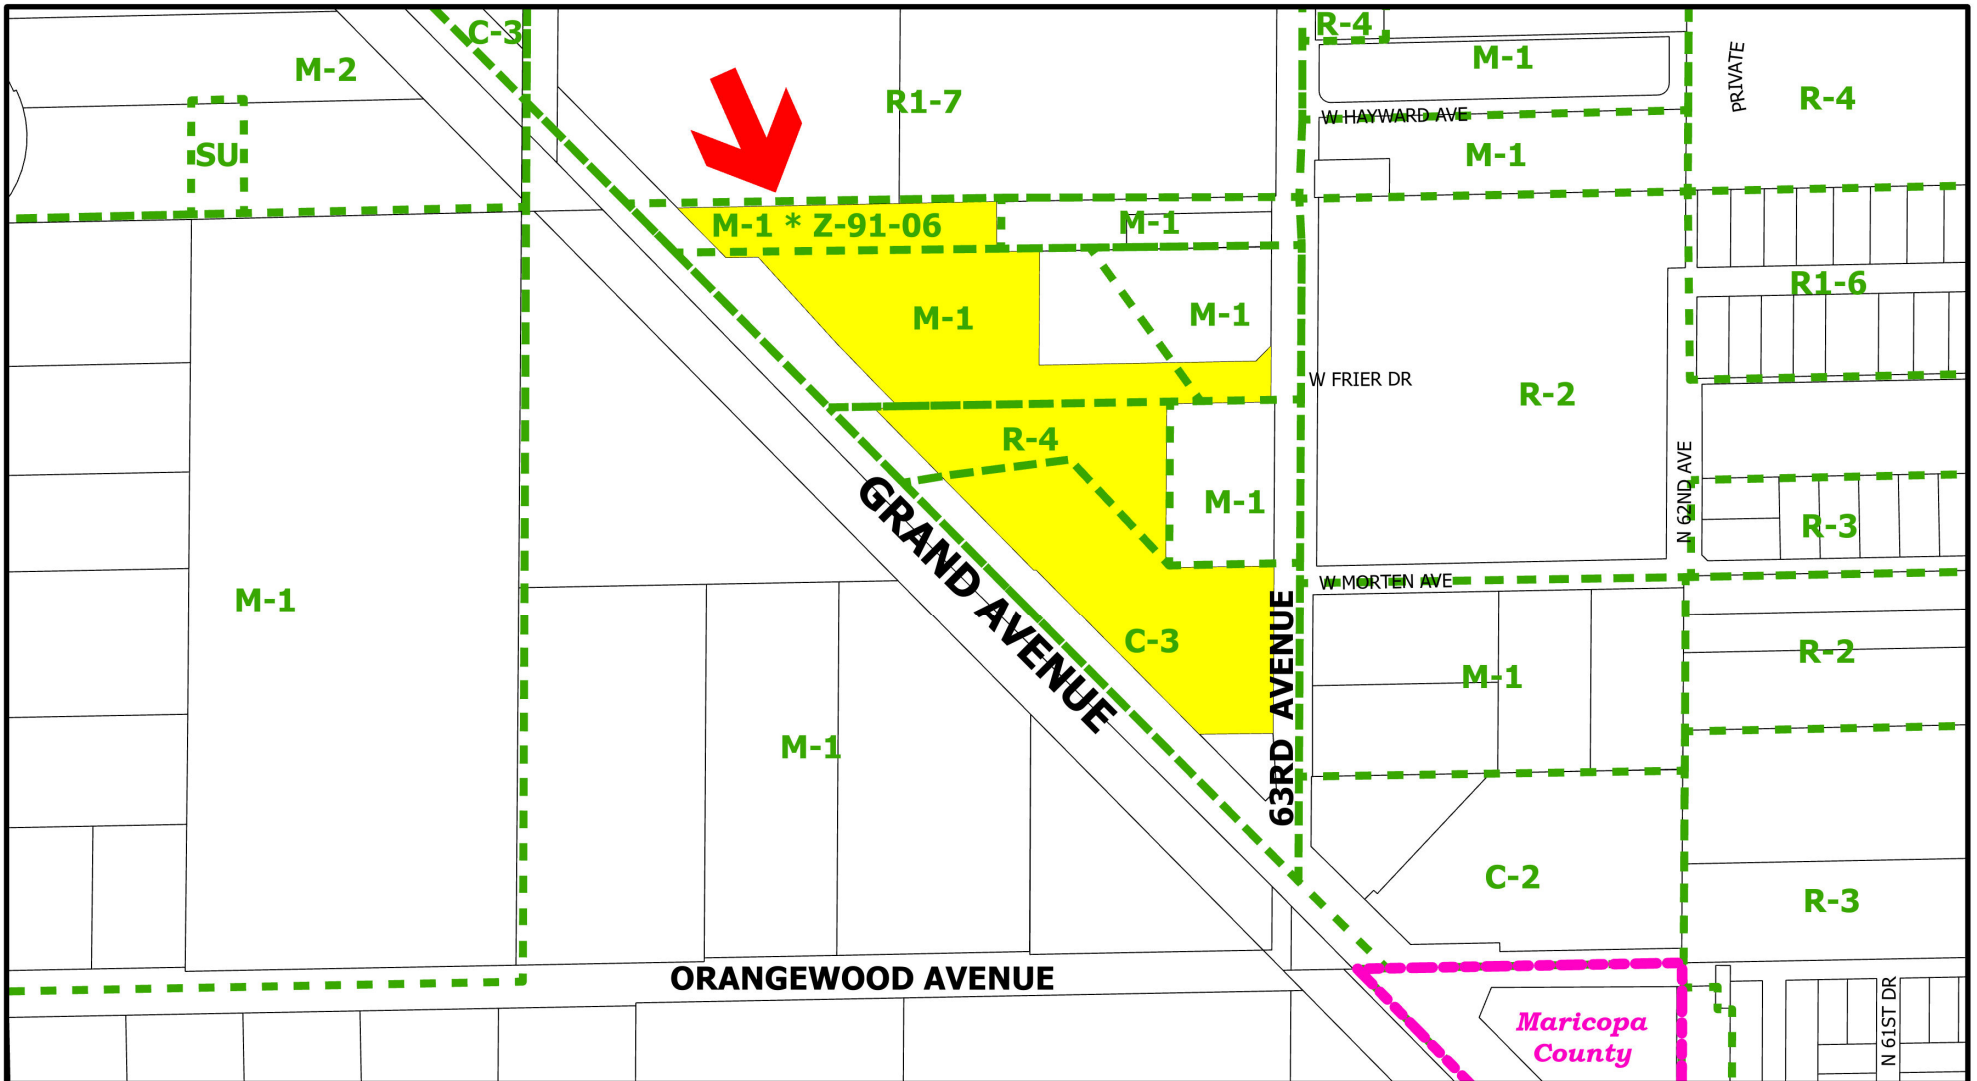 C-3
R-4
M-1
M-2
R1-7
PRIVATE
R-4
W HAYWARD AVE
SU
M-1
M-1 * Z-91-06
M-1
R1-6
M-1
M-1
W FRIER DR
R-2
R-4
N 62ND AVE
M-1
R-3
GRAND AVENUE
W MORTEN AVE
M-1
C-3
63RD AVENUE
R-2
M-1
M-1
C-2
R-3
ORANGEWOOD AVENUE
N 61ST DR
Maricopa
County